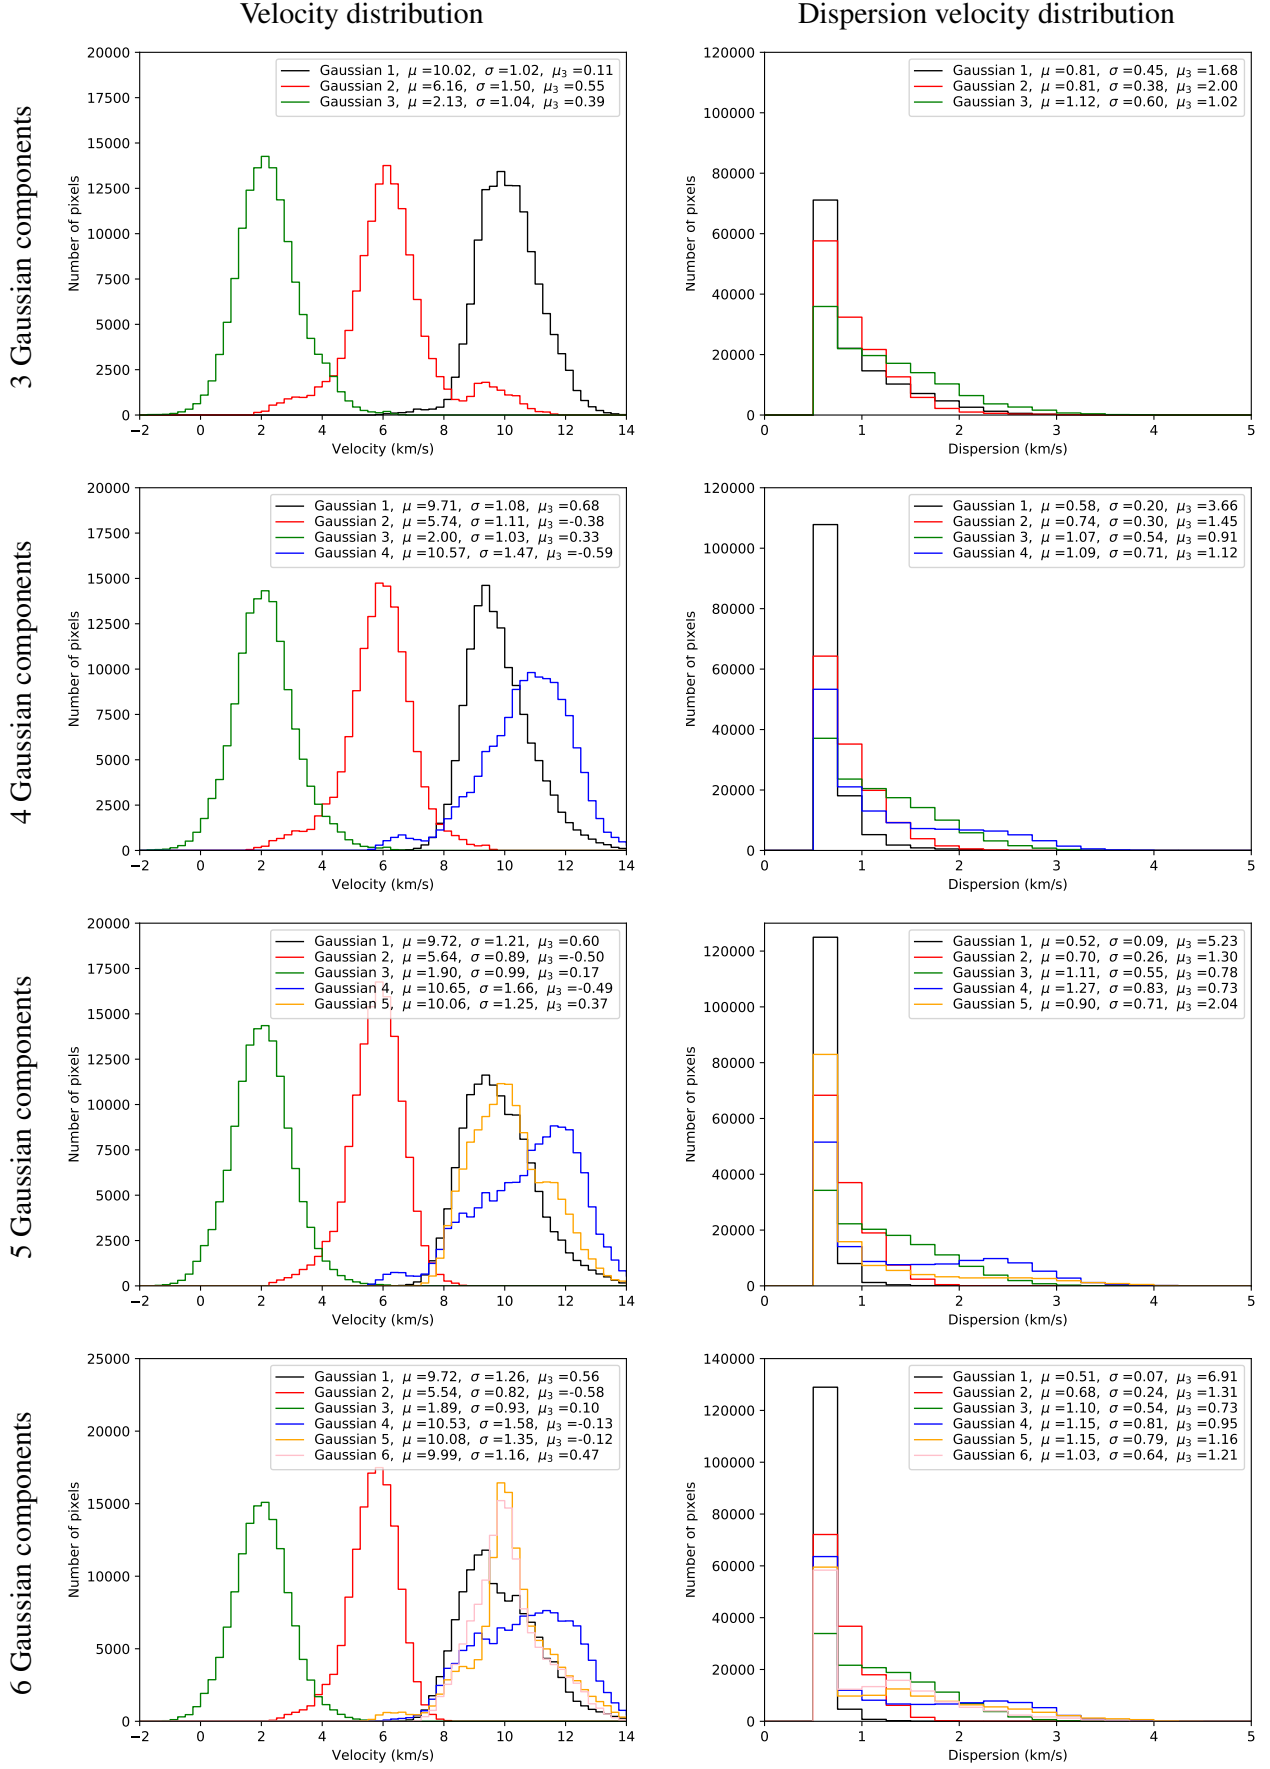 Velocity distribution
Dispersion velocity distribution
3 Gaussian components
20000
17500
15000
12500
10000
7500
5000
2500
0
Number of pixels
Gaussian 1, μ =10.02, σ =1.02, μ3 =0.11
Gaussian 2, μ =6.16, σ =1.50, μ3 =0.55
Gaussian 3, μ =2.13, σ =1.04, μ3 =0.39
−2 0 2 4 6 8 10 12 14
Velocity (km/s)
120000
100000
80000
60000
40000
20000
0
Number of pixels
Gaussian 1, μ =0.81, σ =0.45, μ3 =1.68
Gaussian 2, μ =0.81, σ =0.38, μ3 =2.00
Gaussian 3, μ =1.12, σ =0.60, μ3 =1.02
0 1 2 3 4 5
Dispersion (km/s)
4 Gaussian components
20000
17500
15000
12500
10000
7500
5000
2500
0
Number of pixels
Gaussian 1, μ =9.71, σ =1.08, μ3 =0.68
Gaussian 2, μ =5.74, σ =1.11, μ3 =-0.38
Gaussian 3, μ =2.00, σ =1.03, μ3 =0.33
Gaussian 4, μ =10.57, σ =1.47, μ3 =-0.59
−2 0 2 4 6 8 10 12 14
Velocity (km/s)
120000
100000
80000
60000
40000
20000
0
Number of pixels
Gaussian 1, μ =0.58, σ =0.20, μ3 =3.66
Gaussian 2, μ =0.74, σ =0.30, μ3 =1.45
Gaussian 3, μ =1.07, σ =0.54, μ3 =0.91
Gaussian 4, μ =1.09, σ =0.71, μ3 =1.12
0 1 2 3 4 5
Dispersion (km/s)
5 Gaussian components
20000
17500
15000
12500
10000
7500
5000
2500
0
Number of pixels
Gaussian 1, μ =9.72, σ =1.21, μ3 =0.60
Gaussian 2, μ =5.64, σ =0.89, μ3 =-0.50
Gaussian 3, μ =1.90, σ =0.99, μ3 =0.17
Gaussian 4, μ =10.65, σ =1.66, μ3 =-0.49
Gaussian 5, μ =10.06, σ =1.25, μ3 =0.37
−2 0 2 4 6 8 10 12 14
Velocity (km/s)
120000
100000
80000
60000
40000
20000
0
Number of pixels
Gaussian 1, μ =0.52, σ =0.09, μ3 =5.23
Gaussian 2, μ =0.70, σ =0.26, μ3 =1.30
Gaussian 3, μ =1.11, σ =0.55, μ3 =0.78
Gaussian 4, μ =1.27, σ =0.83, μ3 =0.73
Gaussian 5, μ =0.90, σ =0.71, μ3 =2.04
0 1 2 3 4 5
Dispersion (km/s)
6 Gaussian components
25000
20000
15000
10000
5000
0
Number of pixels
Gaussian 1, μ =9.72, σ =1.26, μ3 =0.56
Gaussian 2, μ =5.54, σ =0.82, μ3 =-0.58
Gaussian 3, μ =1.89, σ =0.93, μ3 =0.10
Gaussian 4, μ =10.53, σ =1.58, μ3 =-0.13
Gaussian 5, μ =10.08, σ =1.35, μ3 =-0.12
Gaussian 6, μ =9.99, σ =1.16, μ3 =0.47
−2 0 2 4 6 8 10 12 14
Velocity (km/s)
140000
120000
100000
80000
60000
40000
20000
0
Number of pixels
Gaussian 1, μ =0.51, σ =0.07, μ3 =6.91
Gaussian 2, μ =0.68, σ =0.24, μ3 =1.31
Gaussian 3, μ =1.10, σ =0.54, μ3 =0.73
Gaussian 4, μ =1.15, σ =0.81, μ3 =0.95
Gaussian 5, μ =1.15, σ =0.79, μ3 =1.16
Gaussian 6, μ =1.03, σ =0.64, μ3 =1.21
0 1 2 3 4 5
Dispersion (km/s)